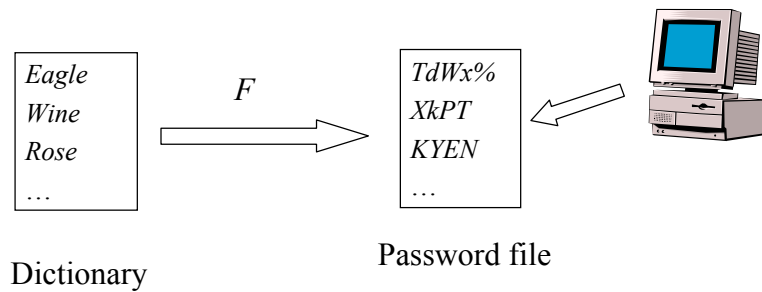 Eagle
Wine
Rose
…
F
TdWx%
XkPT
KYEN
…
Dictionary
Password file